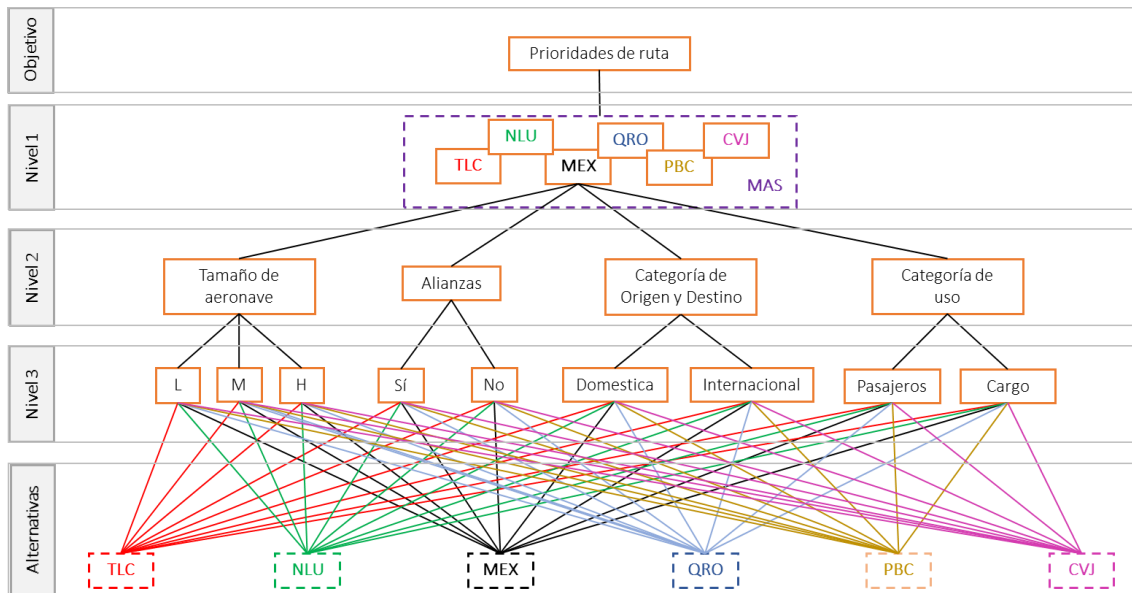 Objetivo
Prioridades de ruta
Nivel 1
NLU
QRO
CVJ
TLC
MEX
PBC
MAS
Nivel 2
Tamaño de
aeronave
Alianzas
Categoría de
Origen y Destino
Categoría de
uso
Nivel 3
L
M
H
Sí
No
Domestica
Internacional
Pasajeros
Cargo
Alternativas
TLC
NLU
MEX
QRO
PBC
CVJ